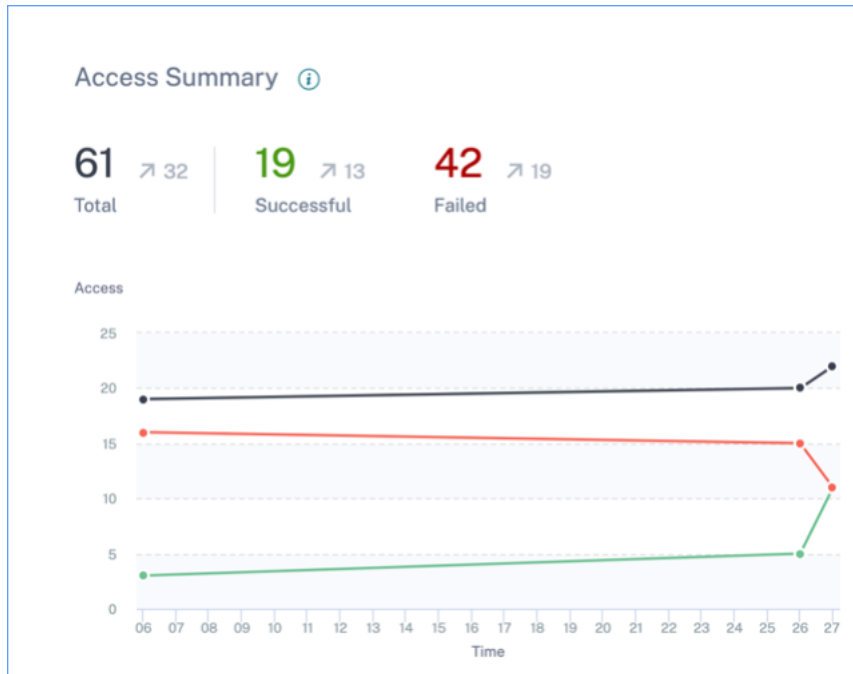 Access Summary
61 32 19 13 42 19
Total Successful Failed
Access
25
20
15
10
5
0
06 07 08 09 10 11 12 13 14 15 16 17 18 19 20 21 22 23 24 25 26 27
Time